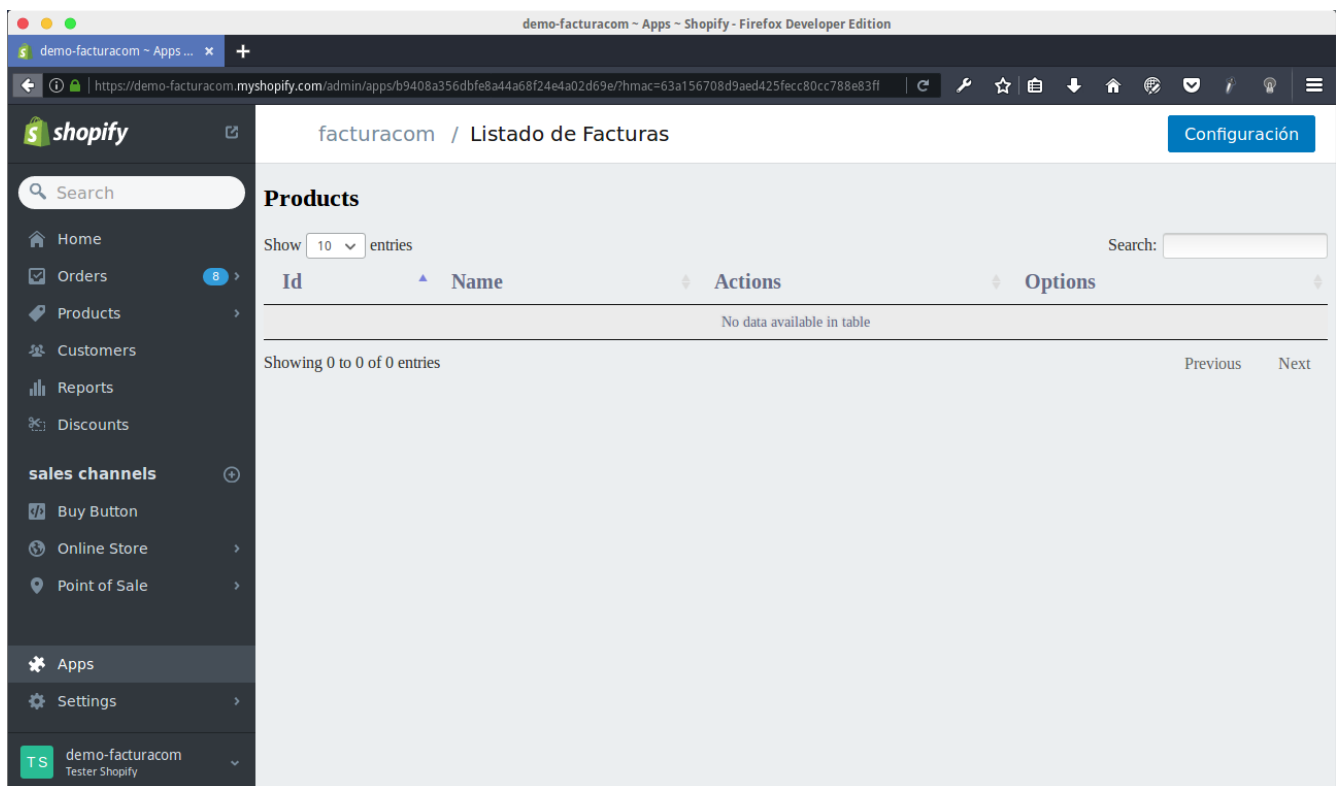 demo-facturacom ~ Apps ~ Shopify - Firefox Developer Edition
demo-facturacom ~ Apps ...
https://demo-facturacom.myshopify.com/admin/apps/b9408a356dbfe8a44a68f24e4a02d69e/?hmac=63a156708d9aed425fecc80cc788e83ff
shopify
facturacom / Listado de Facturas
Configuración
Search
Products
Home
Show 10 entries
Search:
Orders 8
Id Name Actions Options
Products
No data available in table
Customers
Showing 0 to 0 of 0 entries
Previous Next
Reports
Discounts
sales channels
Buy Button
Online Store
Point of Sale
Apps
Settings
TS
demo-facturacom
Tester Shopify